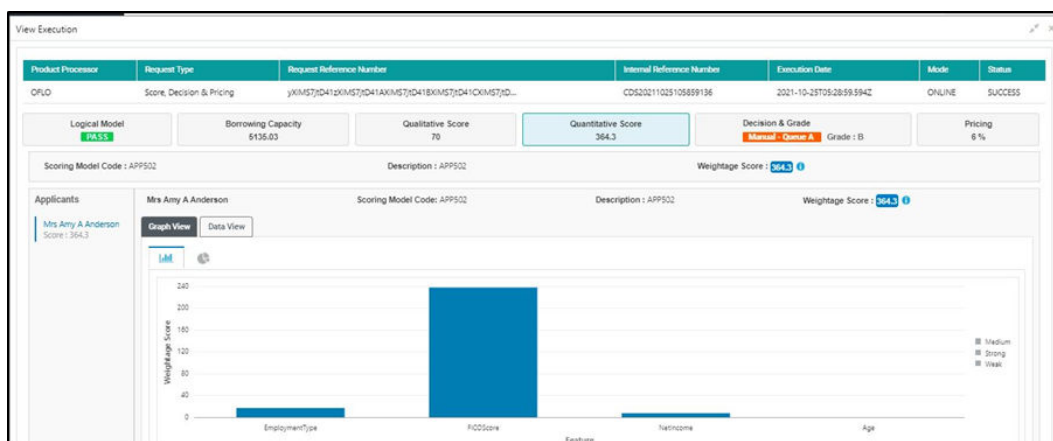 View Execution
Product Processor Request Type Request Reference Number Internal Reference Number Execution Date Mode Status
OFLO Score, Decision & Pricing CDS20211025105859136 2021-10-25T05:28:59.594Z ONLINE SUCCESS
Logical Model Borrowing Capacity Qualitative Score Quantitative Score Decision & Grade Pricing
PASS 6135.03 70 364.3 Manual - Queue A Grade : B 6 %
Scoring Model Code : APP502 Description : APP502 Weightage Score : 364.3
Applicants Mrs Amy A Anderson Scoring Model Code: APP502 Description : APP502 Weightage Score : 364.3
Mrs Amy A Anderson
Score : 364.3
Graph View Data View
240
200
160
120
80
40
0
Weightage Score
Medium
Strong
Weak
EmploymentType FICOScore NetIncome Age
Feature